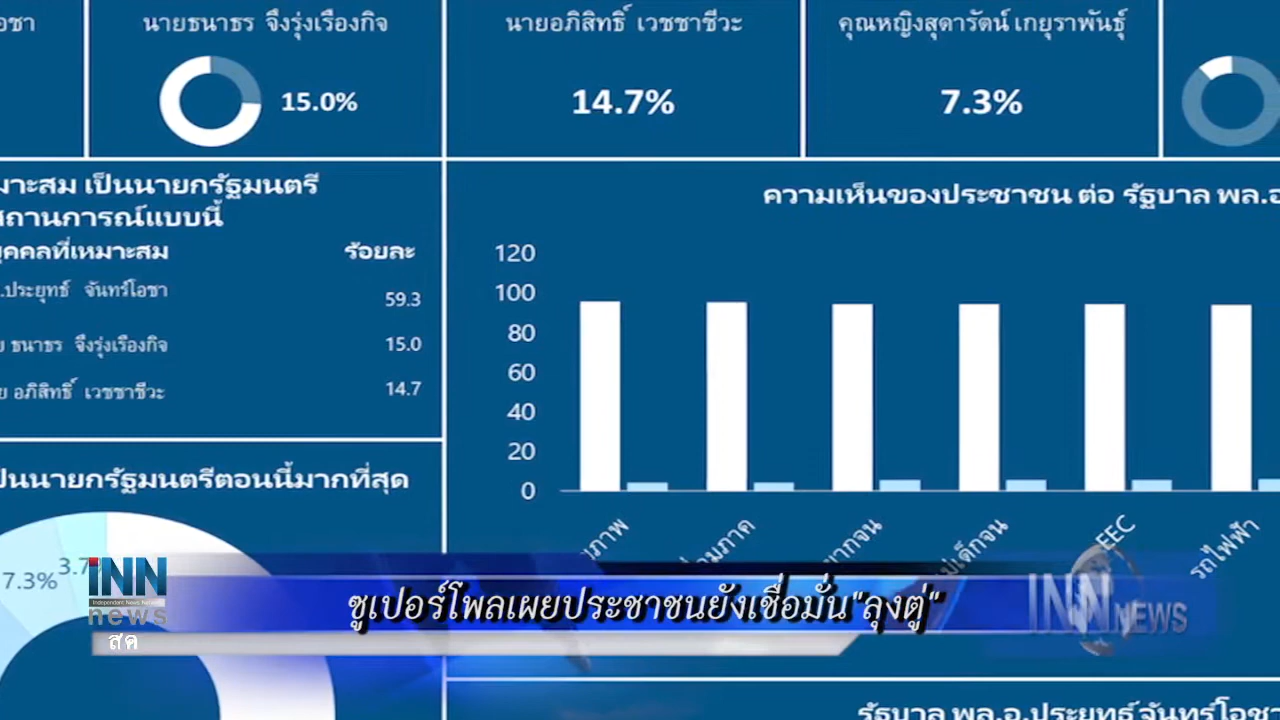 โอชา
นายธนาธร จึงรุ่งเรืองกิจ
15.0%
นายอภิสิทธิ์ เวชชาชีวะ
14.7%
คุณหญิงสุดารัตน์ เกยุราพันธุ์
7.3%
มาะสม เป็นนายกรัฐมนตรี
สถานการณ์แบบนี้
บุคคลที่เหมาะสม ร้อยละ
.ประยุทธ์ จันทร์โอชา 59.3
ย ธนาธร จึงรุ่งเรืองกิจ 15.0
ย อภิสิทธิ์ เวชชาชีวะ 14.7
ความเห็นของประชาชน ต่อ รัฐบาล พล.อ
120
100
80
60
40
20
0
EEC
รถไฟฟ้า
เป็นนายกรัฐมนตรีตอนนี้มากที่สุด
7.3%
3.7
iNN
Independent News Network
news
สด
ซูเปอร์โพลเผยประชาชนยังเชื่อมั่น"ลุงตู่"
INN NEWS
รัฐบาล พล.อ.ประยุทธ์ จันทร์โอชา